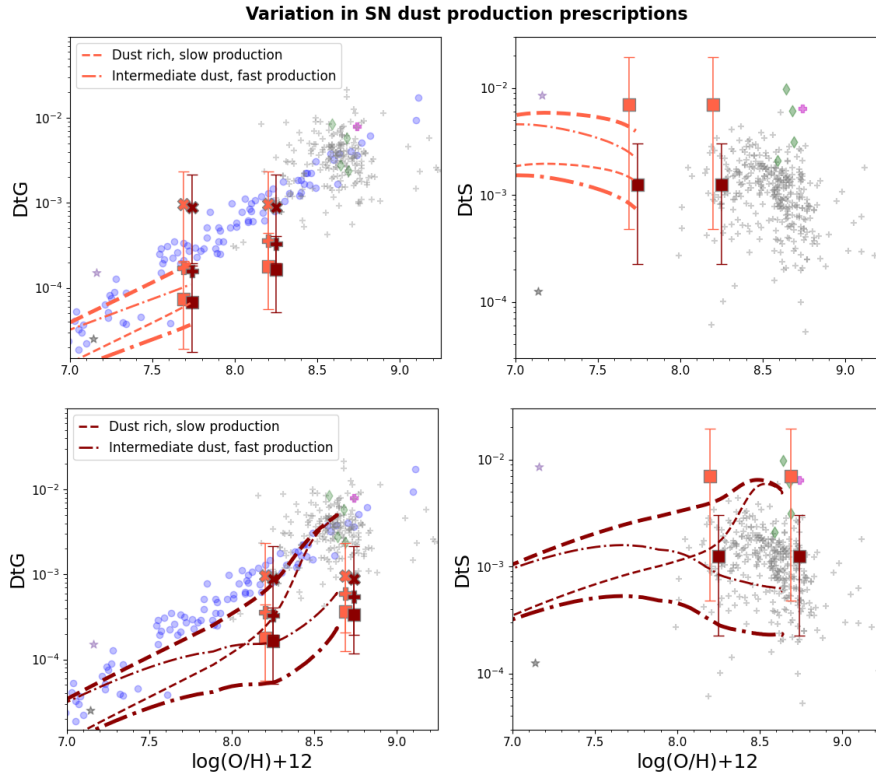 Variation in SN dust production prescriptions
DtG
10⁻²
10⁻³
10⁻⁴
Dust rich, slow production
Intermediate dust, fast production
7.0 7.5 8.0 8.5 9.0
DtS
10⁻²
10⁻³
10⁻⁴
7.0 7.5 8.0 8.5 9.0
DtG
10⁻²
10⁻³
10⁻⁴
Dust rich, slow production
Intermediate dust, fast production
7.0 7.5 8.0 8.5 9.0
log(O/H)+12
DtS
10⁻²
10⁻³
10⁻⁴
7.0 7.5 8.0 8.5 9.0
log(O/H)+12